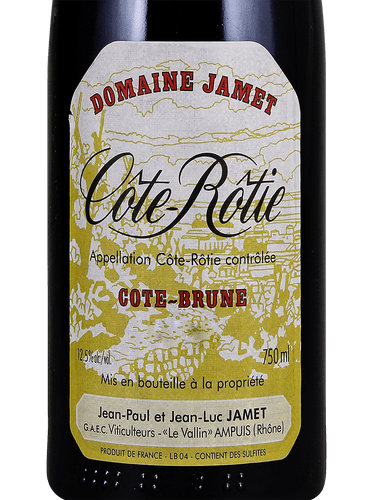 DOMAINE JAMET
Côte-Rôtie
Appellation Côte-Rôtie contrôlée
COTE~BRUNE
12.5%alc/vol. 750 ml
Mis en bouteille à la propriété
Jean-Paul et Jean-Luc JAMET
G.A.E.C. Viticulteurs - «Le Vallin» AMPUIS (Rhône)
PRODUIT DE FRANCE - LB 04 - CONTIENT DES SULFITES